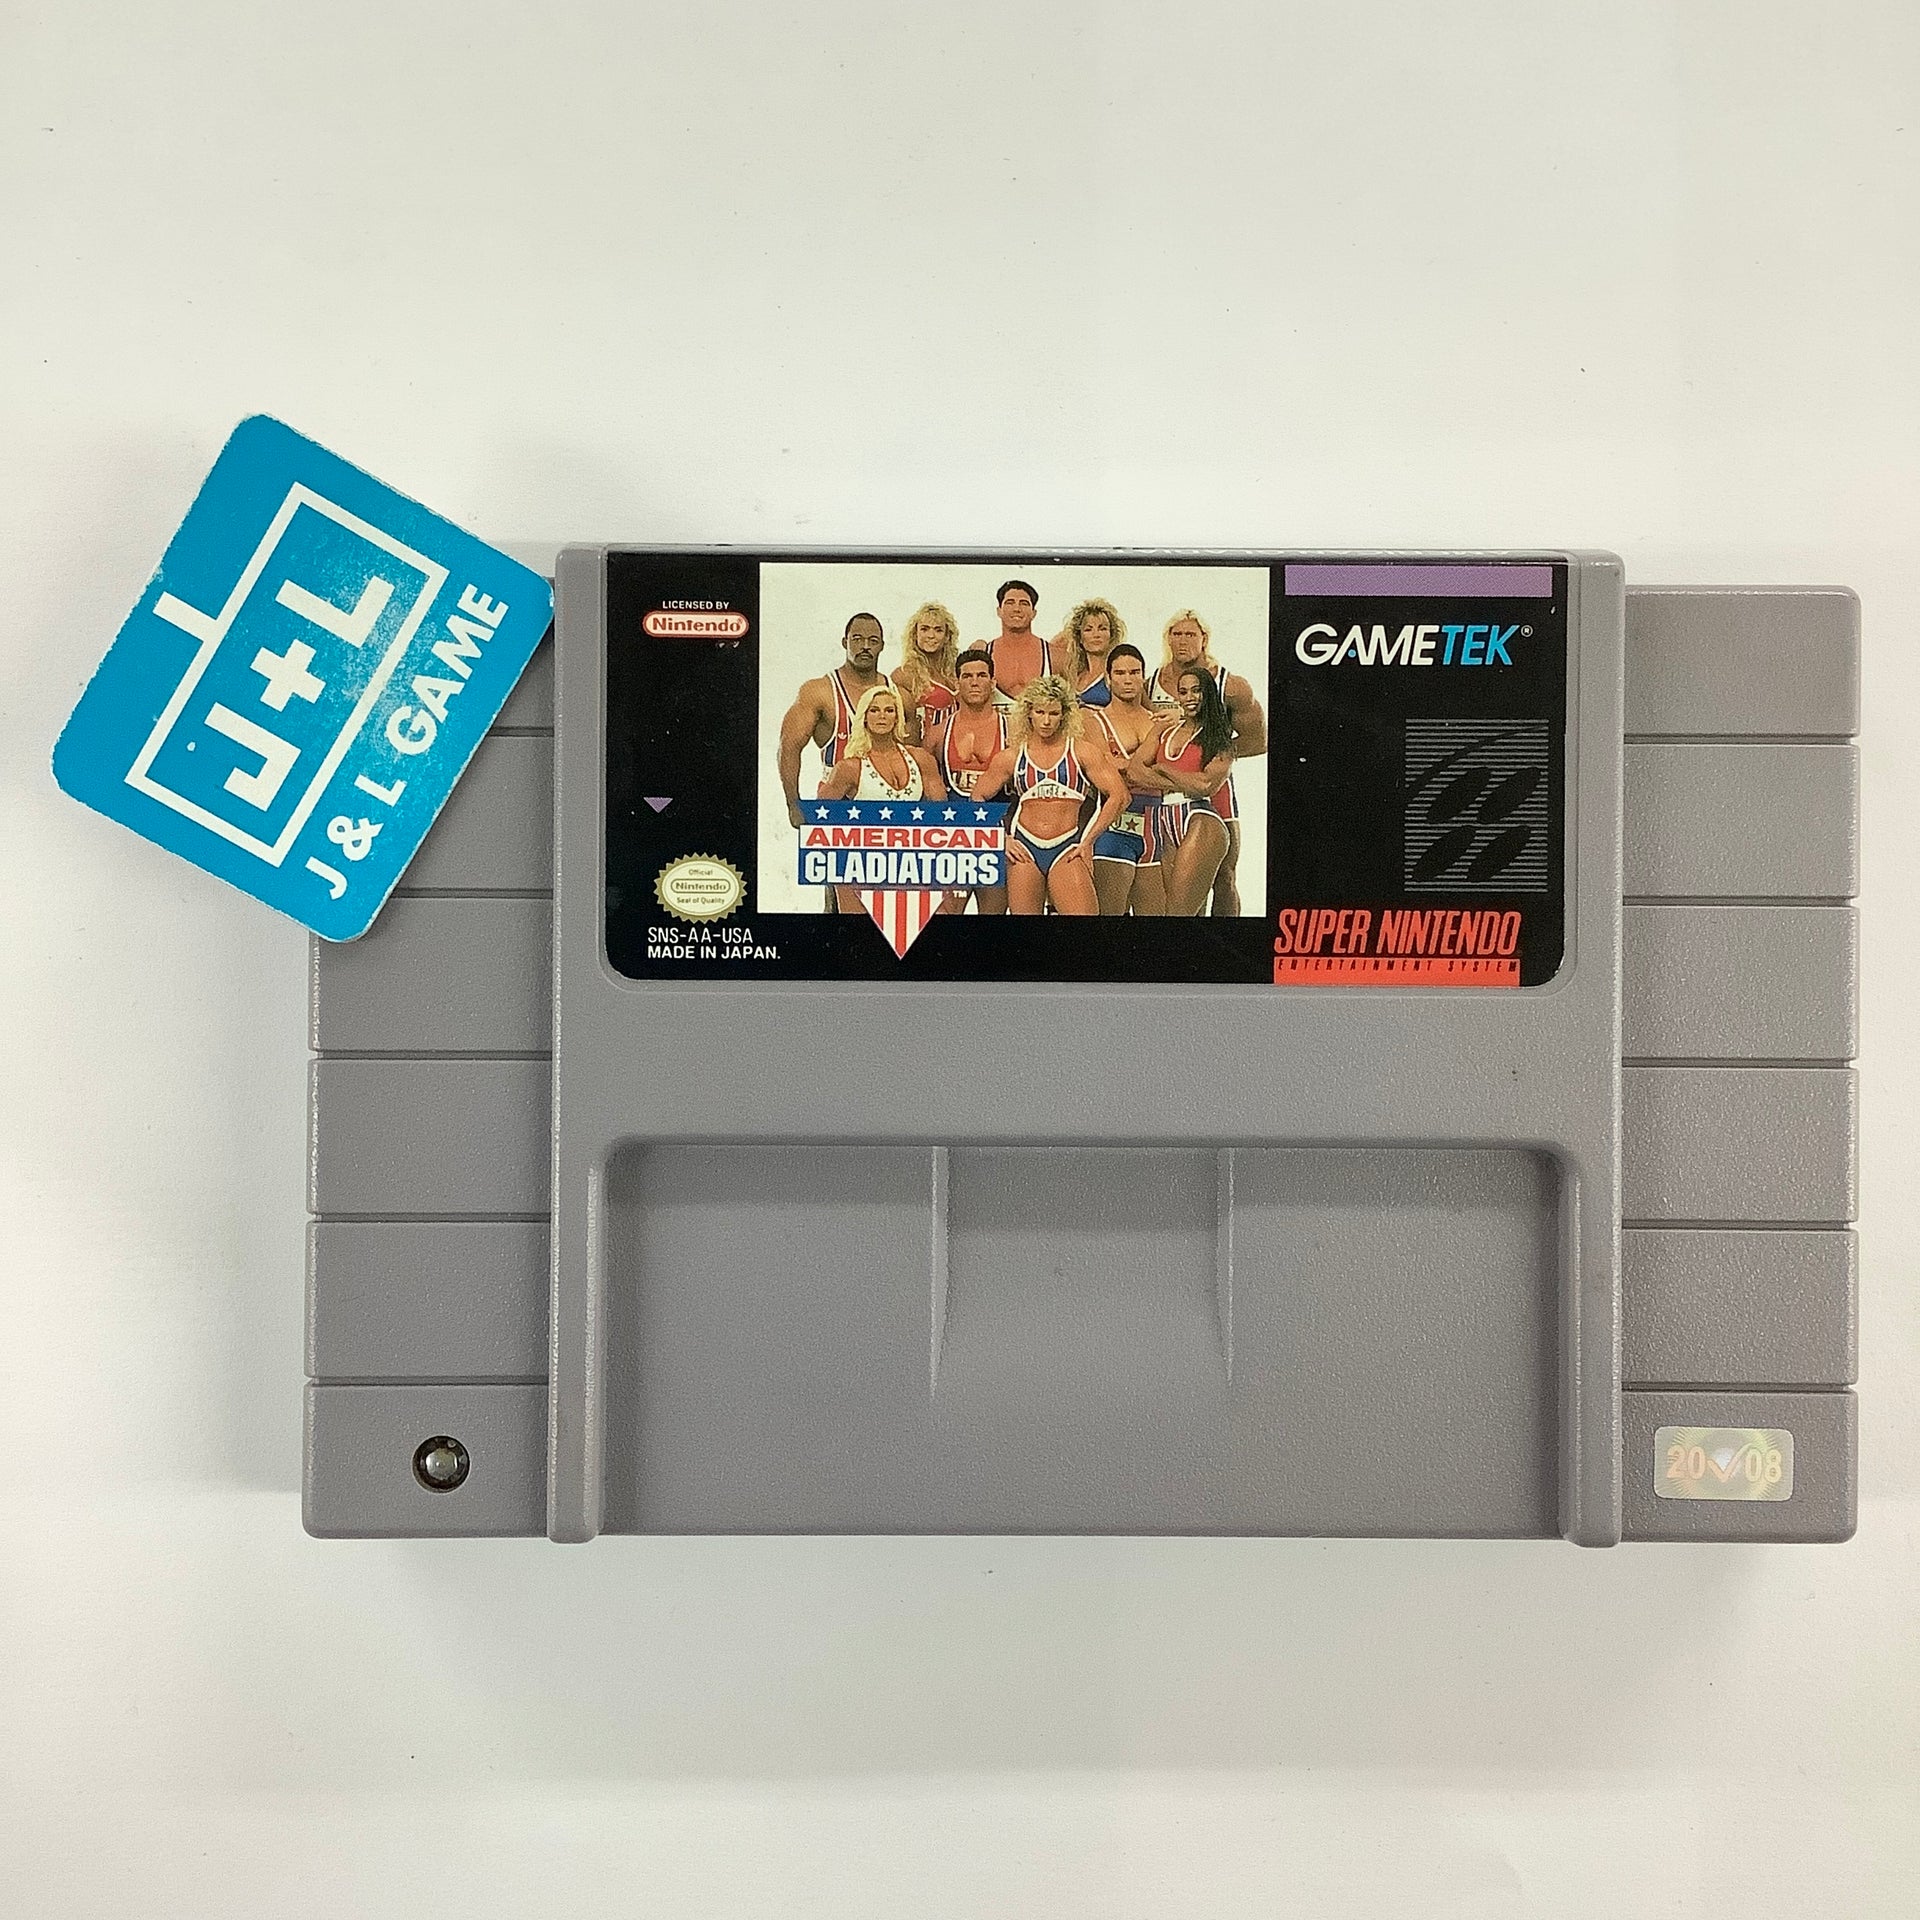 J+L
J & L GAME
LICENSED BY
Nintendo
Official
Nintendo
Seal of Quality
SNS-AA-USA
MADE IN JAPAN.
AMERICAN
GLADIATORS
™
GAMETEK®
SUPER NINTENDO
ENTERTAINMENT SYSTEM
20 08